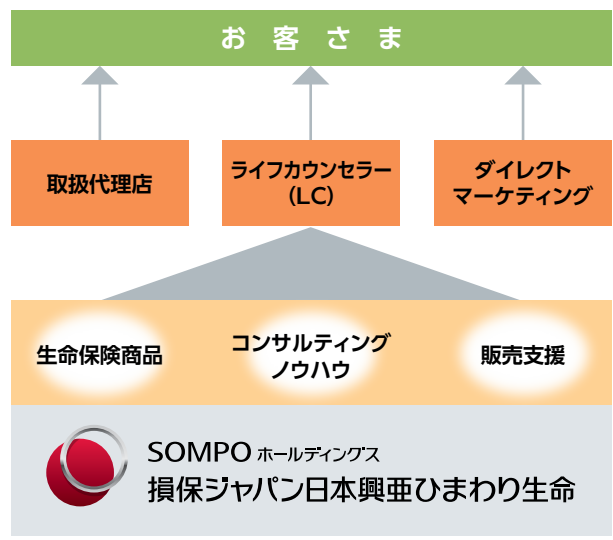 お客さま
取扱代理店
ライフカウンセラー
(LC)
ダイレクト
マーケティング
生命保険商品
コンサルティング
ノウハウ
販売支援
SOMPO ホールディングス
損保ジャパン日本興亜ひまわり生命